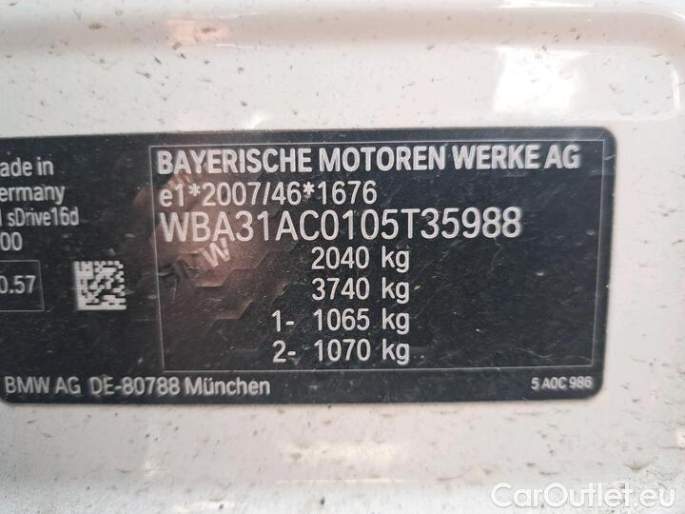 BAYERISCHE MOTOREN WERKE AG
e1*2007/46*1676
WBA31AC0105T35988
2040 kg
3740 kg
1- 1065 kg
2- 1070 kg
ade in
ermany
sDrive16d
00
0.57
BMW AG DE-80788 München
5 A0C 986
CarOutlet.eu